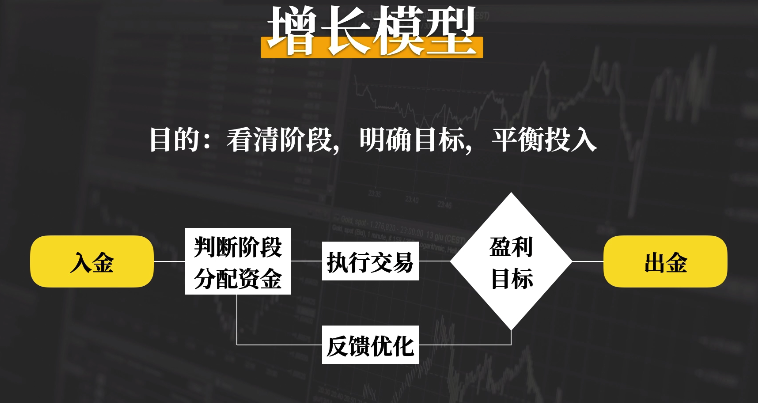 增长模型
目的：看清阶段，明确目标，平衡投入
入金
判断阶段
分配资金
执行交易
盈利
目标
出金
反馈优化